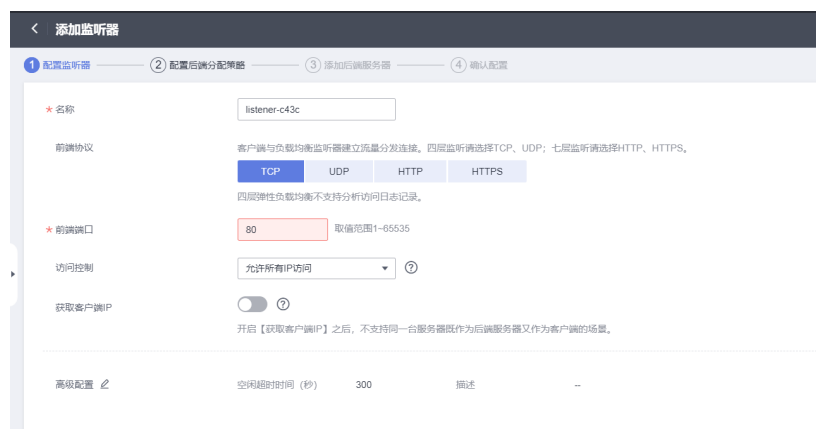 添加监听器
1 配置监听器 2 配置后端分配策略 3 添加后端服务器 4 确认配置
* 名称 listener-c43c
前端协议 客户端与负载均衡监听器建立流量分发连接。四层监听请选择TCP、UDP；七层监听请选择HTTP、HTTPS。
TCP UDP HTTP HTTPS
四层弹性负载均衡不支持分析访问日志记录。
* 前端端口 80 取值范围1~65535
访问控制 允许所有IP访问 ?
获取客户端IP ?
开启【获取客户端IP】之后，不支持同一台服务器既作为后端服务器又作为客户端的场景。
高级配置 空闲超时时间（秒） 300 描述 --